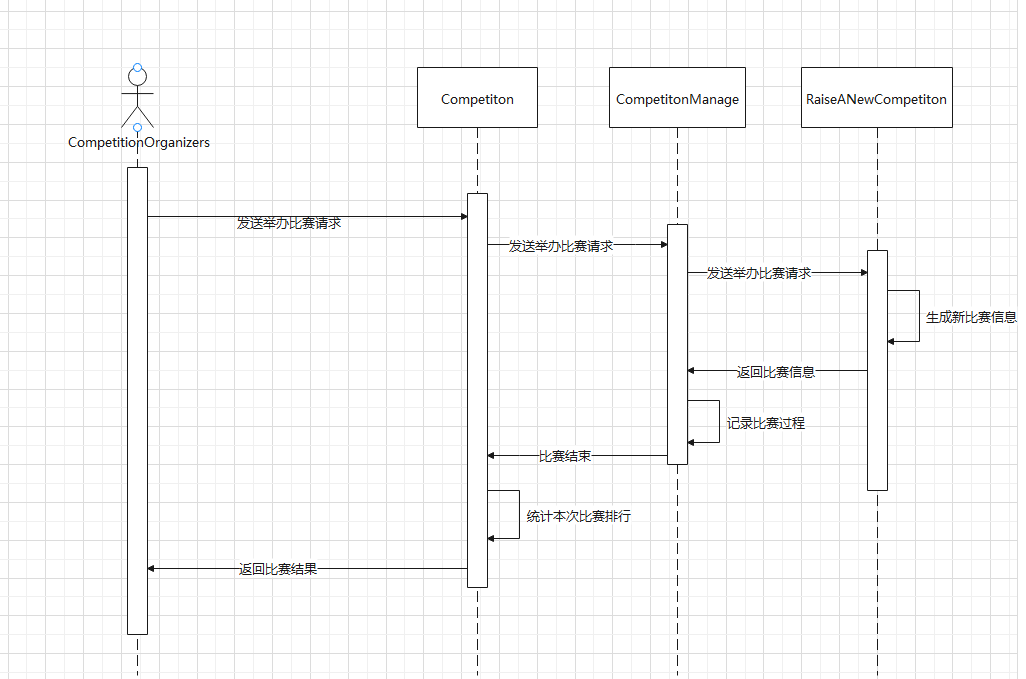 CompetitionOrganizers
Competiton
CompetitonManage
RaiseANewCompetiton
发送举办比赛请求
发送举办比赛请求
发送举办比赛请求
生成新比赛信息
返回比赛信息
记录比赛过程
比赛结束
统计本次比赛排行
返回比赛结果